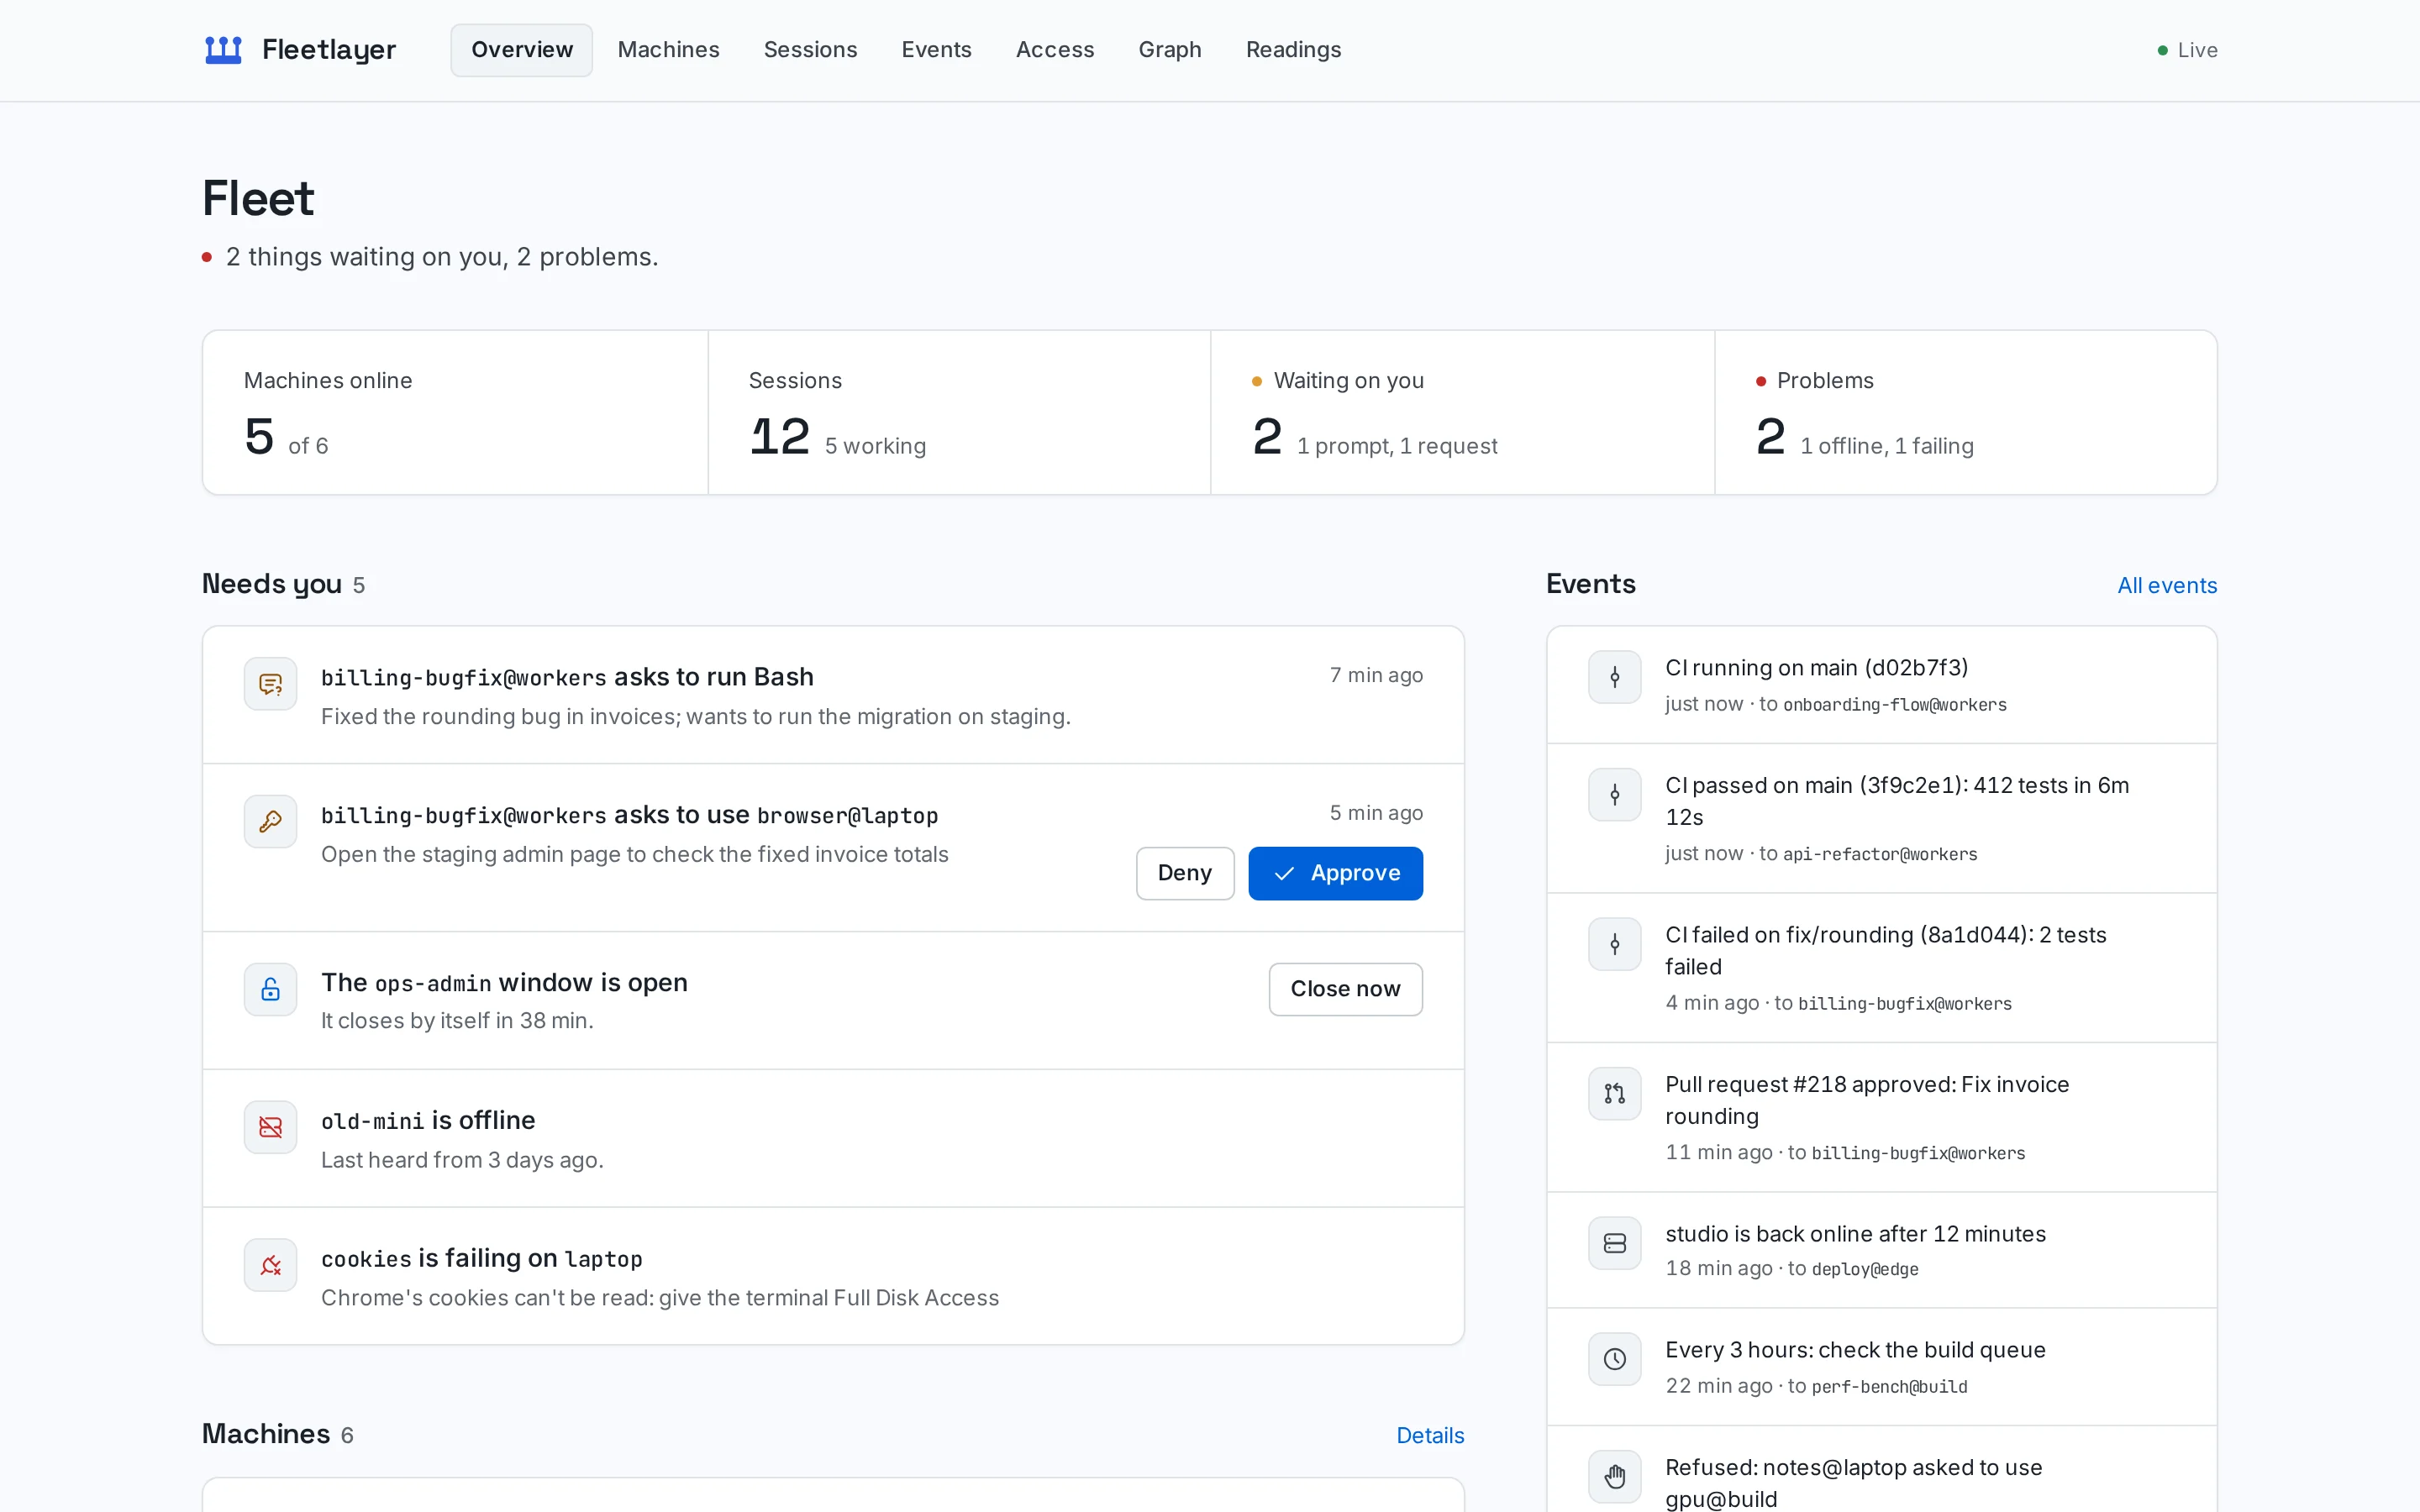 Fleetlayer
Overview
Machines
Sessions
Events
Access
Graph
Readings
Live
Fleet
2 things waiting on you, 2 problems.
Machines online
5 of 6
Sessions
12 5 working
Waiting on you
2 1 prompt, 1 request
Problems
2 1 offline, 1 failing
Needs you 5
billing-bugfix@workers asks to run Bash
7 min ago
Fixed the rounding bug in invoices; wants to run the migration on staging.
billing-bugfix@workers asks to use browser@laptop
5 min ago
Open the staging admin page to check the fixed invoice totals
Deny
Approve
The ops-admin window is open
It closes by itself in 38 min.
Close now
old-mini is offline
Last heard from 3 days ago.
cookies is failing on laptop
Chrome's cookies can't be read: give the terminal Full Disk Access
Machines 6
Details
Events
All events
CI running on main (d02b7f3)
just now · to onboarding-flow@workers
CI passed on main (3f9c2e1): 412 tests in 6m
12s
just now · to api-refactor@workers
CI failed on fix/rounding (8a1d044): 2 tests
failed
4 min ago · to billing-bugfix@workers
Pull request #218 approved: Fix invoice
rounding
11 min ago · to billing-bugfix@workers
studio is back online after 12 minutes
18 min ago · to deploy@edge
Every 3 hours: check the build queue
22 min ago · to perf-bench@build
Refused: notes@laptop asked to use
gpu@build